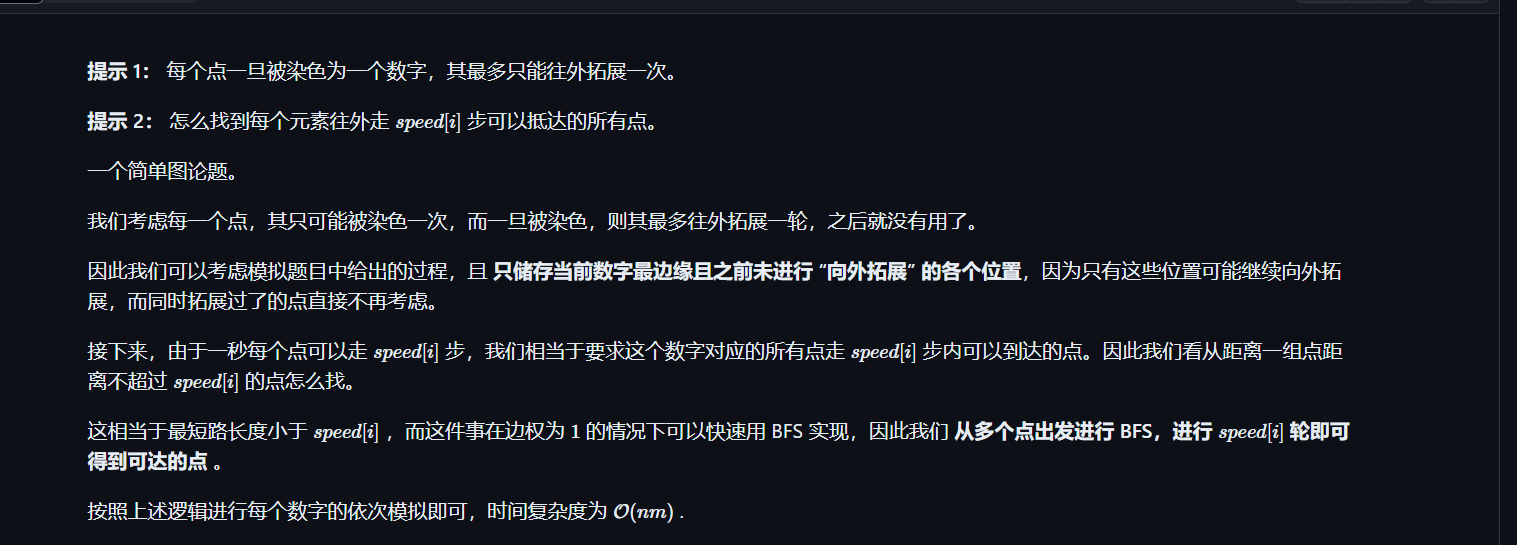 提示 1： 每个点一旦被染色为一个数字，其最多只能往外拓展一次。
提示 2： 怎么找到每个元素往外走 speed[i] 步可以抵达的所有点。
一个简单图论题。
我们考虑每一个点，其只可能被染色一次，而一旦被染色，则其最多往外拓展一轮，之后就没有用了。
因此我们可以考虑模拟题目中给出的过程，且 只储存当前数字最边缘且之前未进行 “向外拓展” 的各个位置，因为只有这些位置可能继续向外拓
展，而同时拓展过了的点直接不再考虑。
接下来，由于一秒每个点可以走 speed[i] 步，我们相当于要求这个数字对应的所有点走 speed[i] 步内可以到达的点。因此我们看从距离一组点距
离不超过 speed[i] 的点怎么找。
这相当于最短路长度小于 speed[i] ，而这件事在边权为 1 的情况下可以快速用 BFS 实现，因此我们 从多个点出发进行 BFS，进行 speed[i] 轮即可
得到可达的点 。
按照上述逻辑进行每个数字的依次模拟即可，时间复杂度为 O(nm) .